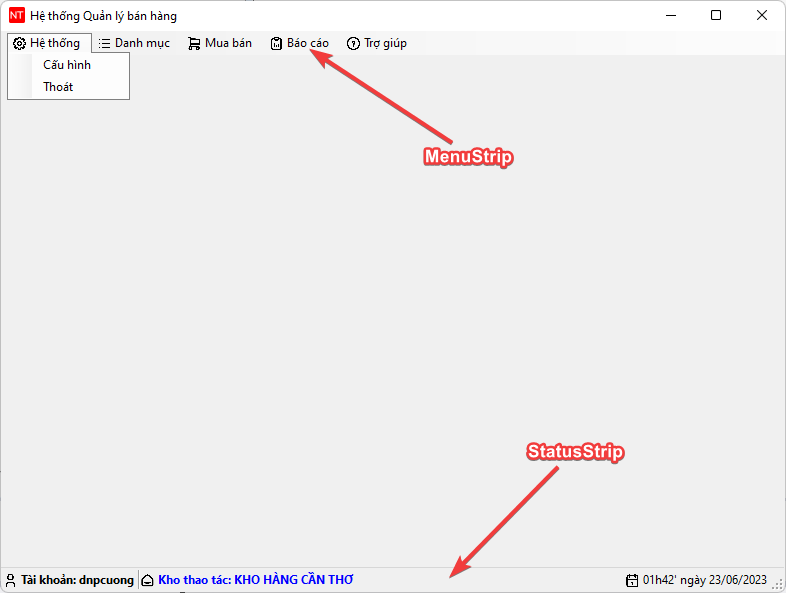 NT Hệ thống Quản lý bán hàng
Hệ thống Danh mục Mua bán Báo cáo Trợ giúp
Cấu hình
Thoát
MenuStrip
StatusStrip
Tài khoản: dnpcuong Kho thao tác: KHO HÀNG CẦN THƠ 01h42' ngày 23/06/2023